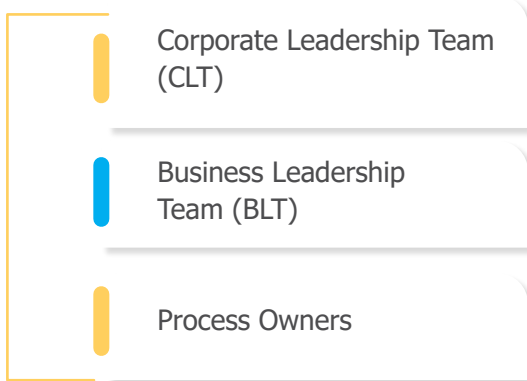 Corporate Leadership Team
(CLT)
Business Leadership
Team (BLT)
Process Owners